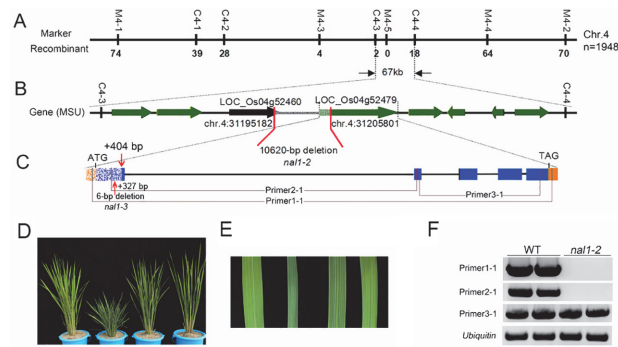 A
M4-1 C4-1 C4-2 M4-3 C4-3 M4-5 C4-4 M4-4 M4-2
Marker
Chr.4
Recombinant
n=1948
74 39 28 4 2 0 18 64 70
67kb
B
C4-3
LOC_Os04g52460
LOC_Os04g52479
C4-4
Gene (MSU)
chr.4:31195182
chr.4:31205801
10620-bp deletion
nal1-2
+404 bp
C
ATG
TAG
+327 bp
6-bp deletion
nal1-3
Primer2-1
Primer3-1
Primer1-1
D
E
F
WT nal1-2
Primer1-1
Primer2-1
Primer3-1
Ubiquitin